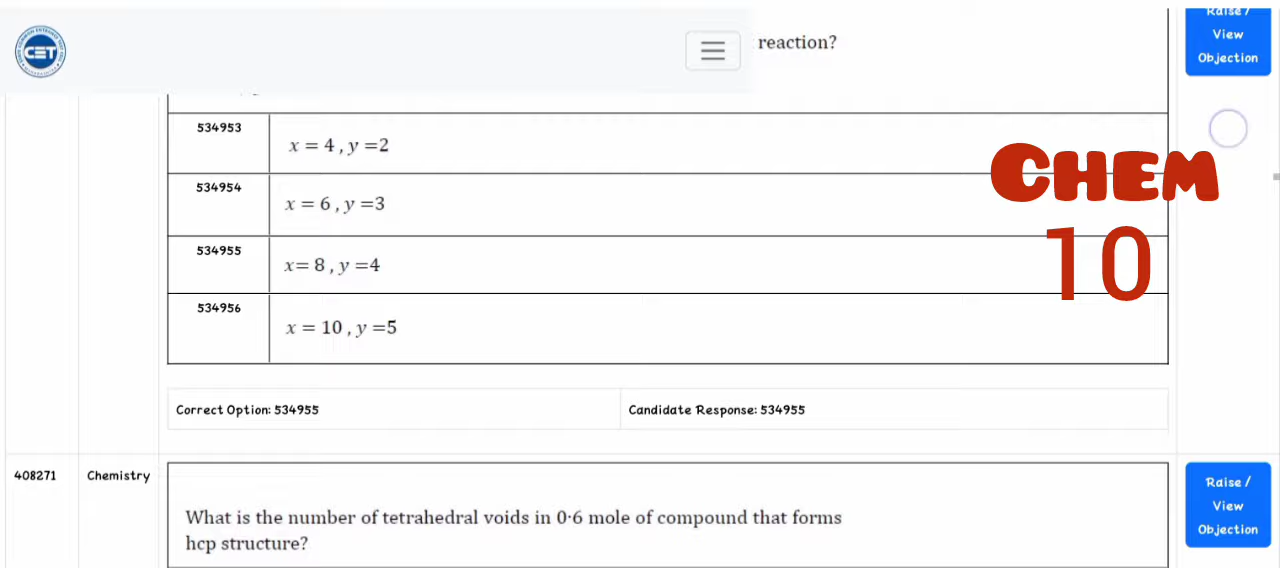 CET
reaction?
Raise /
View
Objection
534953
x = 4 , y =2
534954
x = 6 , y =3
534955
x= 8 , y =4
534956
x = 10 , y =5
CHEM
10
Correct Option: 534955
Candidate Response: 534955
408271
Chemistry
What is the number of tetrahedral voids in 0·6 mole of compound that forms
hcp structure?
Raise /
View
Objection